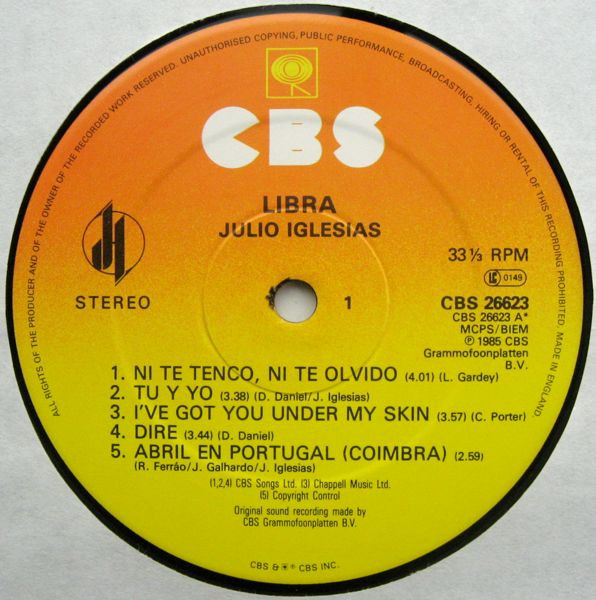 ALL RIGHTS OF THE PRODUCER AND OF THE OWNER OF THE RECORDED WORK RESERVED. UNAUTHORISED COPYING, PUBLIC PERFORMANCE, BROADCASTING, HIRING OR RENTAL OF THIS RECORDING PROHIBITED. MADE IN ENGLAND.
CBS
LIBRA
JULIO IGLESIAS
33⅓ RPM
LC 0149
STEREO
1
CBS 26623
CBS 26623 A*
MCPS/BIEM
℗ 1985 CBS
Grammofoonplatten
B.V.
1. NI TE TENCO, NI TE OLVIDO (4.01) (L. Gardey)
2. TU Y YO (3.38) (D. Daniel/J. Iglesias)
3. I'VE GOT YOU UNDER MY SKIN (3.57) (C. Porter)
4. DIRE (3.44) (D. Daniel)
5. ABRIL EN PORTUGAL (COIMBRA) (2.59)
(R. Ferráo/J. Galhardo/J. Iglesias)
(1,2,4) CBS Songs Ltd. (3) Chappell Music Ltd.
(5) Copyright Control
Original sound recording made by
CBS Grammofoonplatten B.V.
CBS & ® CBS INC.